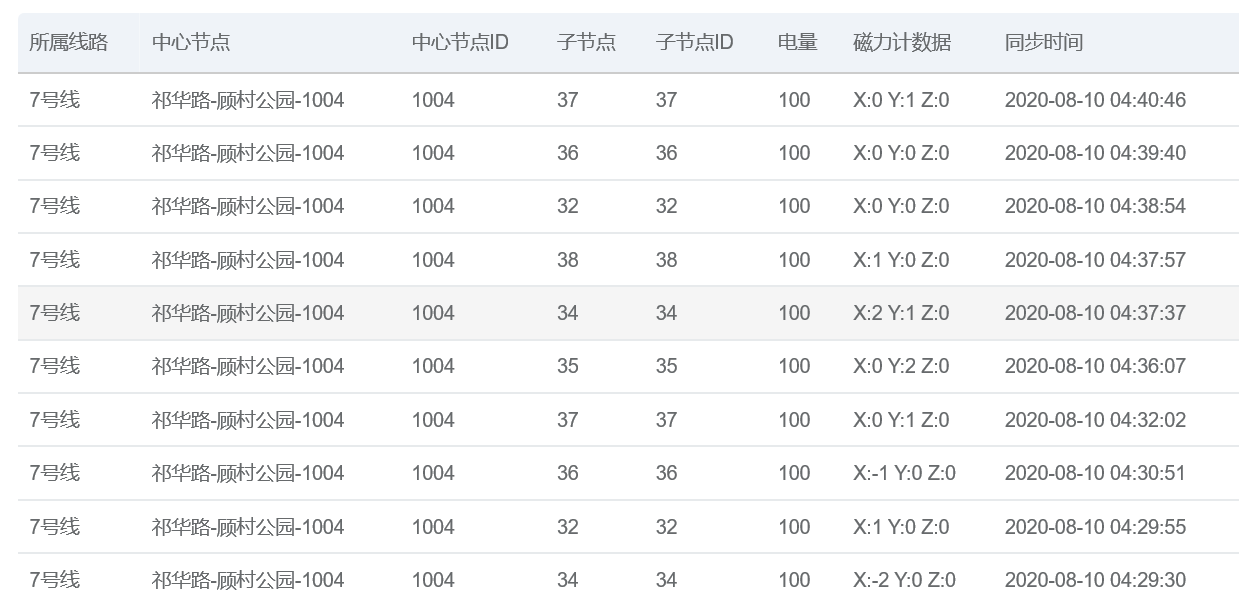 所属线路 中心节点 中心节点ID 子节点 子节点ID 电量 磁力计数据 同步时间
7号线 祁华路-顾村公园-1004 1004 37 37 100 X:0 Y:1 Z:0 2020-08-10 04:40:46
7号线 祁华路-顾村公园-1004 1004 36 36 100 X:0 Y:0 Z:0 2020-08-10 04:39:40
7号线 祁华路-顾村公园-1004 1004 32 32 100 X:0 Y:0 Z:0 2020-08-10 04:38:54
7号线 祁华路-顾村公园-1004 1004 38 38 100 X:1 Y:0 Z:0 2020-08-10 04:37:57
7号线 祁华路-顾村公园-1004 1004 34 34 100 X:2 Y:1 Z:0 2020-08-10 04:37:37
7号线 祁华路-顾村公园-1004 1004 35 35 100 X:0 Y:2 Z:0 2020-08-10 04:36:07
7号线 祁华路-顾村公园-1004 1004 37 37 100 X:0 Y:1 Z:0 2020-08-10 04:32:02
7号线 祁华路-顾村公园-1004 1004 36 36 100 X:-1 Y:0 Z:0 2020-08-10 04:30:51
7号线 祁华路-顾村公园-1004 1004 32 32 100 X:1 Y:0 Z:0 2020-08-10 04:29:55
7号线 祁华路-顾村公园-1004 1004 34 34 100 X:-2 Y:0 Z:0 2020-08-10 04:29:30